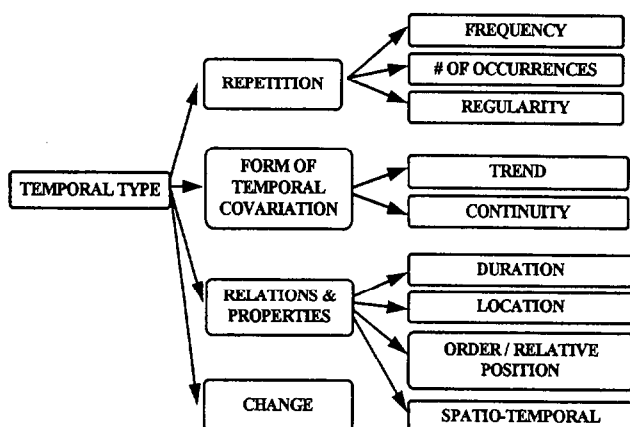 TEMPORAL TYPE
REPETITION
FREQUENCY
# OF OCCURRENCES
REGULARITY
FORM OF
TEMPORAL
COVARIATION
TREND
CONTINUITY
RELATIONS &
PROPERTIES
DURATION
LOCATION
ORDER / RELATIVE
POSITION
SPATIO-TEMPORAL
CHANGE